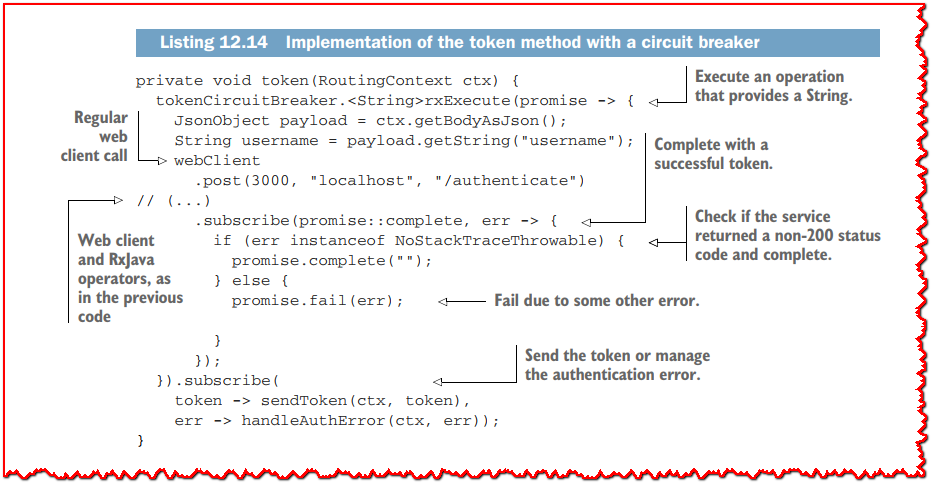 Listing 12.14 Implementation of the token method with a circuit breaker
private void token(RoutingContext ctx) {
tokenCircuitBreaker.<String>rxExecute(promise -> {
Execute an operation
that provides a String.
JsonObject payload = ctx.getBodyAsJson();
String username = payload.getString("username");
Regular
web
client call
webClient
.post(3000, "localhost", "/authenticate")
Complete with a
successful token.
// (...)
Web client
and RxJava
operators, as
in the previous
code
.subscribe(promise::complete, err -> {
if (err instanceof NoStackTraceThrowable) {
Check if the service
returned a non-200 status
code and complete.
promise.complete("");
} else {
promise.fail(err);
Fail due to some other error.
}
});
}).subscribe(
Send the token or manage
the authentication error.
token -> sendToken(ctx, token),
err -> handleAuthError(ctx, err));
}